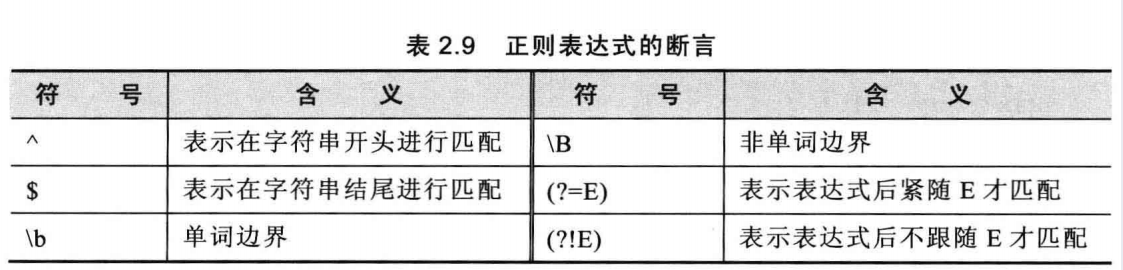 表 2.9 正则表达式的断言
符 号 含 义 符 号 含 义
^ 表示在字符串开头进行匹配 \B 非单词边界
$ 表示在字符串结尾进行匹配 (?=E) 表示表达式后紧随 E 才匹配
\b 单词边界 (?!E) 表示表达式后不跟随 E 才匹配